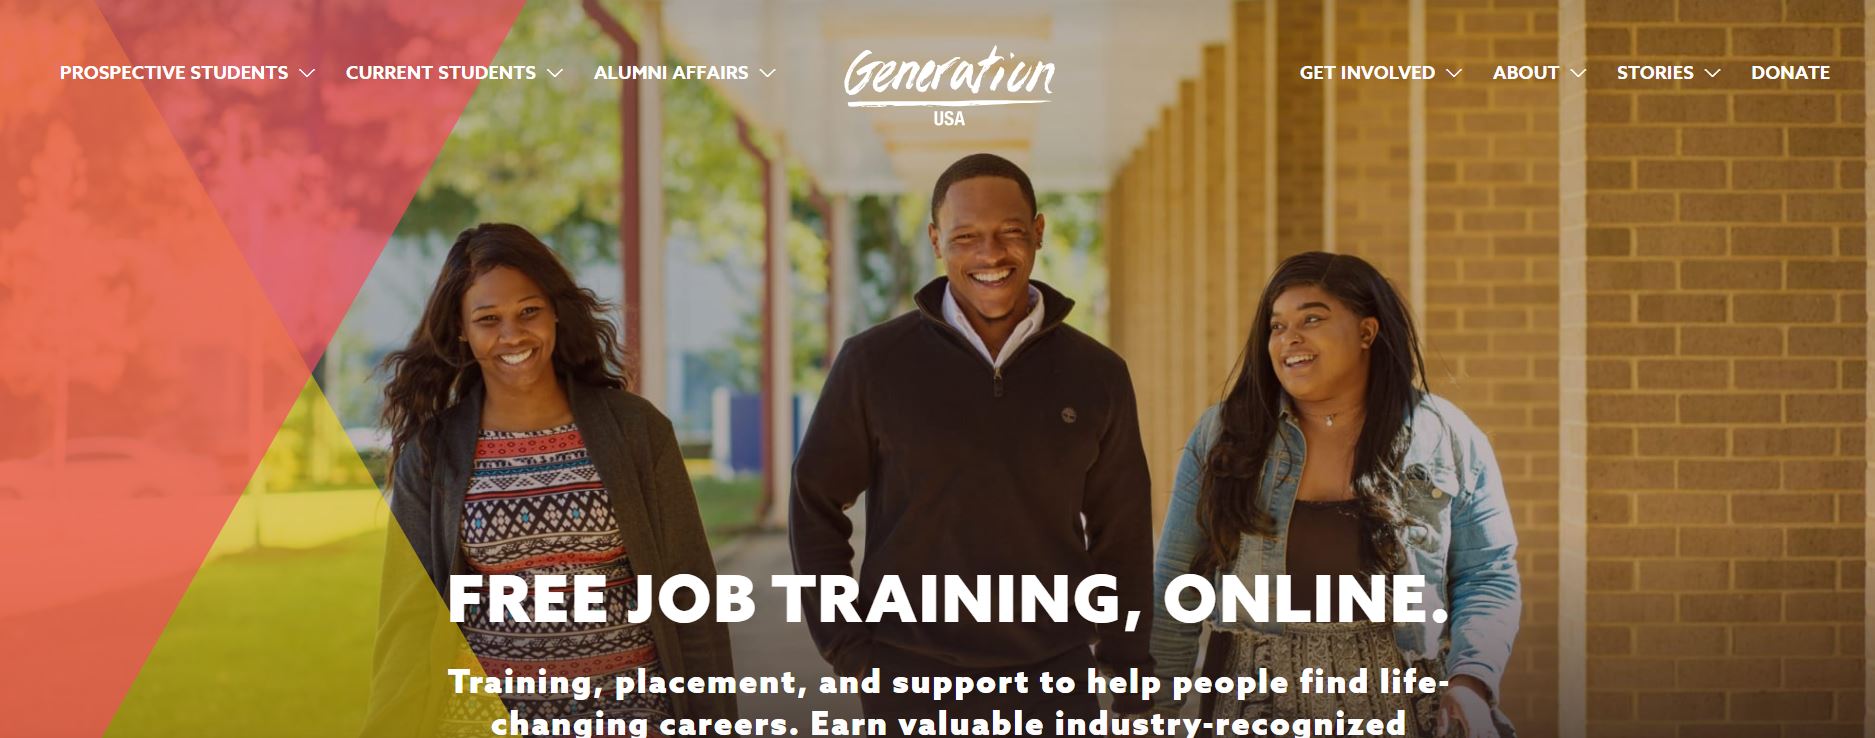 PROSPECTIVE STUDENTS CURRENT STUDENTS ALUMNI AFFAIRS Generation USA GET INVOLVED ABOUT STORIES DONATE
FREE JOB TRAINING, ONLINE.
Training, placement, and support to help people find life-
changing careers. Earn valuable industry-recognized